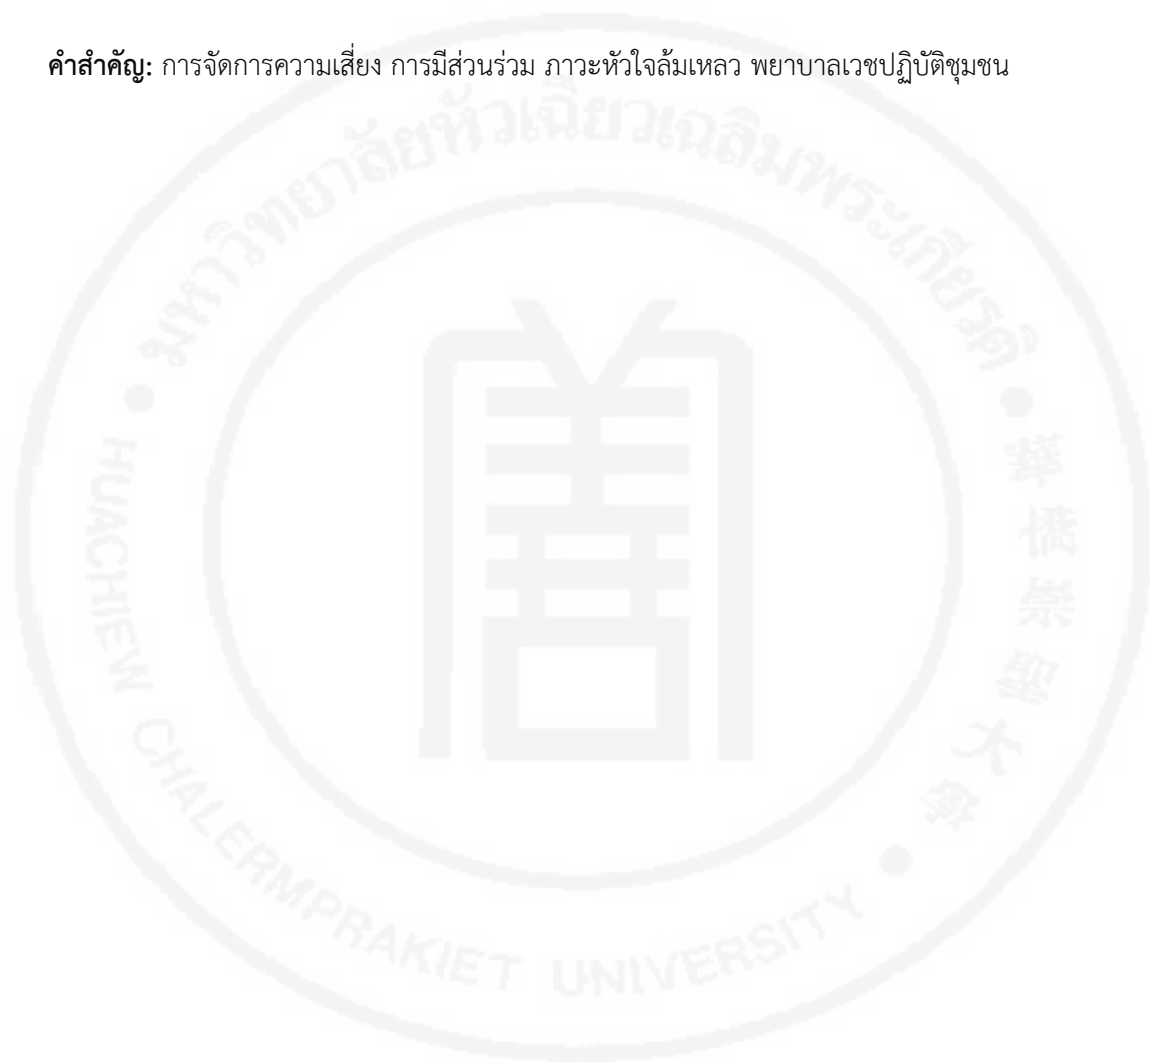 คำสำคัญ: การจัดการความเสี่ยง การมีส่วนร่วม ภาวะหัวใจล้มเหลว พยาบาลเวชปฏิบัติชุมชน
มหาวิทยาลัยหัวเฉียวเฉลิมพระเกียรติ
華僑崇聖大學
HUACHIEW CHALERMPRAKIET UNIVERSITY